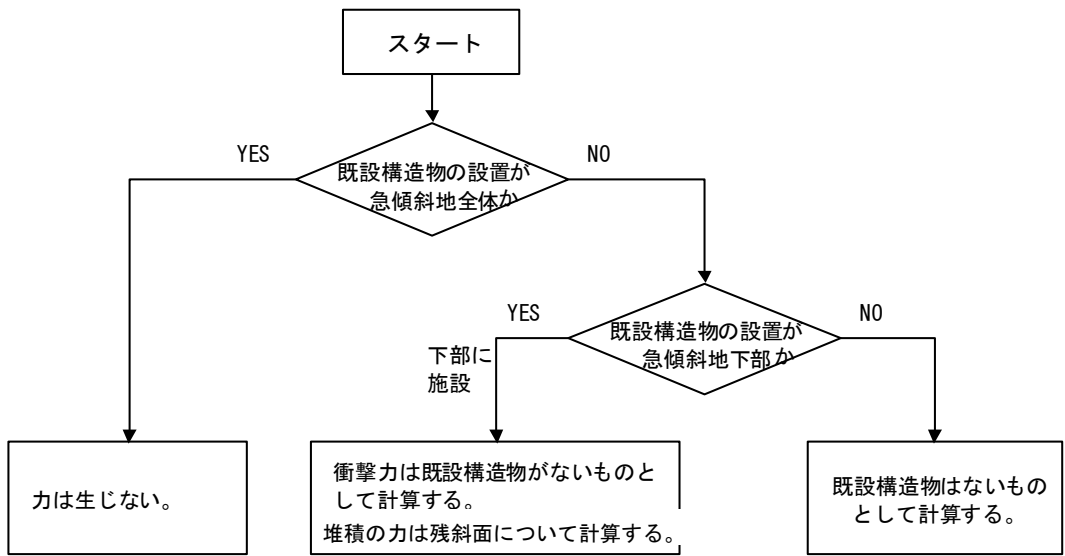 スタート
YES
NO
既設構造物の設置が
急傾斜地全体か
YES
NO
既設構造物の設置が
急傾斜地下部か
下部に
施設
力は生じない。
衝撃力は既設構造物がないものと
して計算する。
堆積の力は残斜面について計算する。
既設構造物はないもの
として計算する。